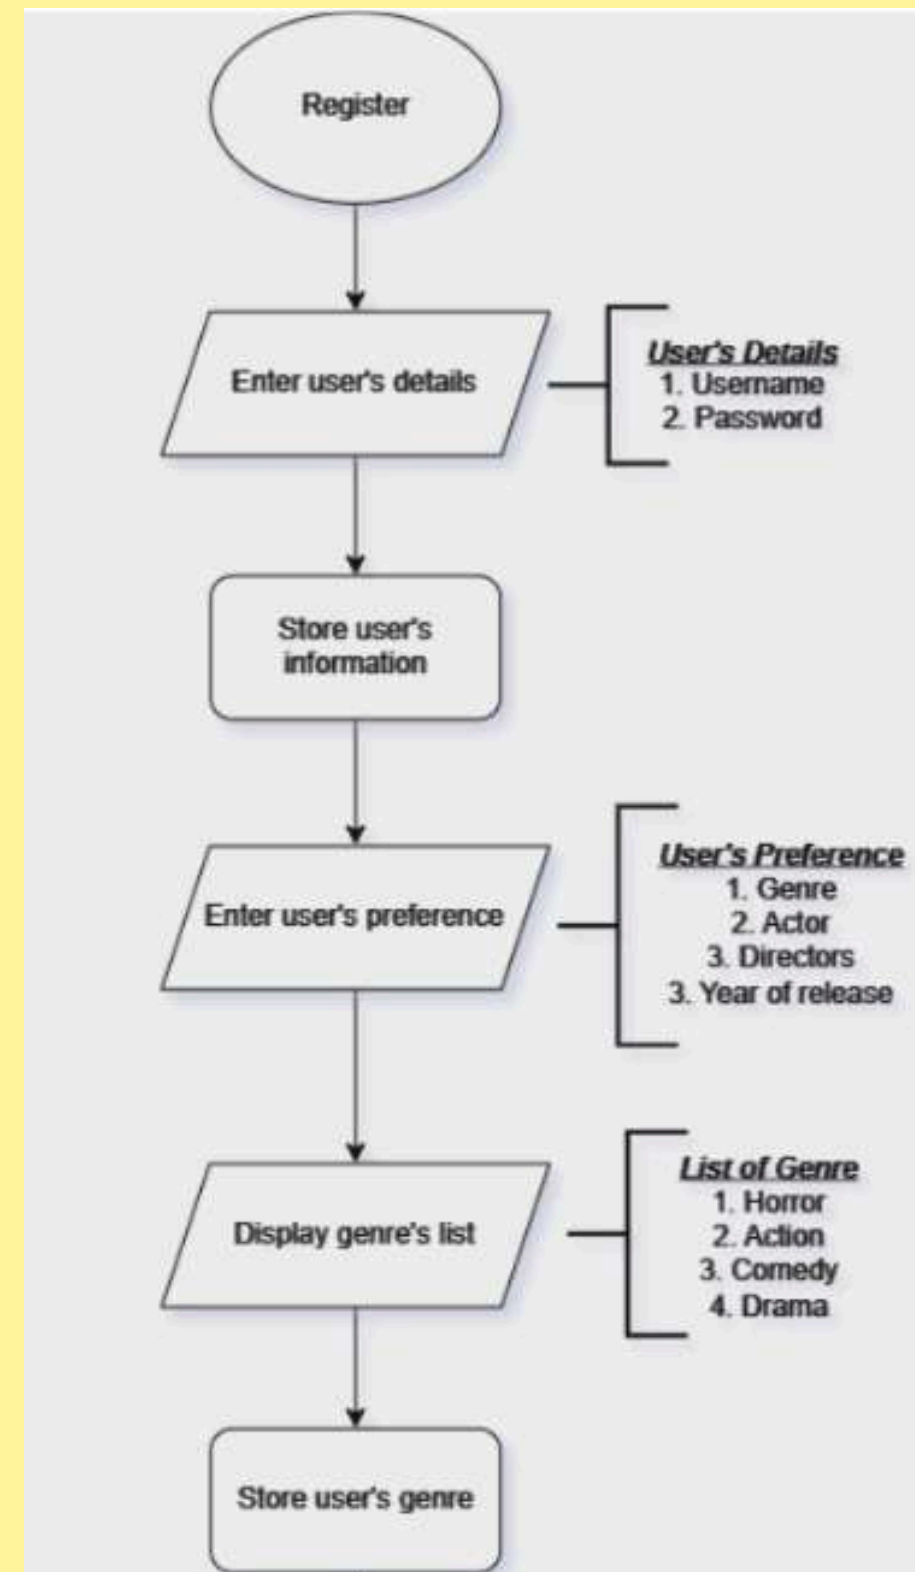 Register
Enter user's details
User's Details
1. Username
2. Password
Store user's
information
Enter user's preference
User's Preference
1. Genre
2. Actor
3. Directors
3. Year of release
Display genre's list
List of Genre
1. Horror
2. Action
3. Comedy
4. Drama
Store user's genre